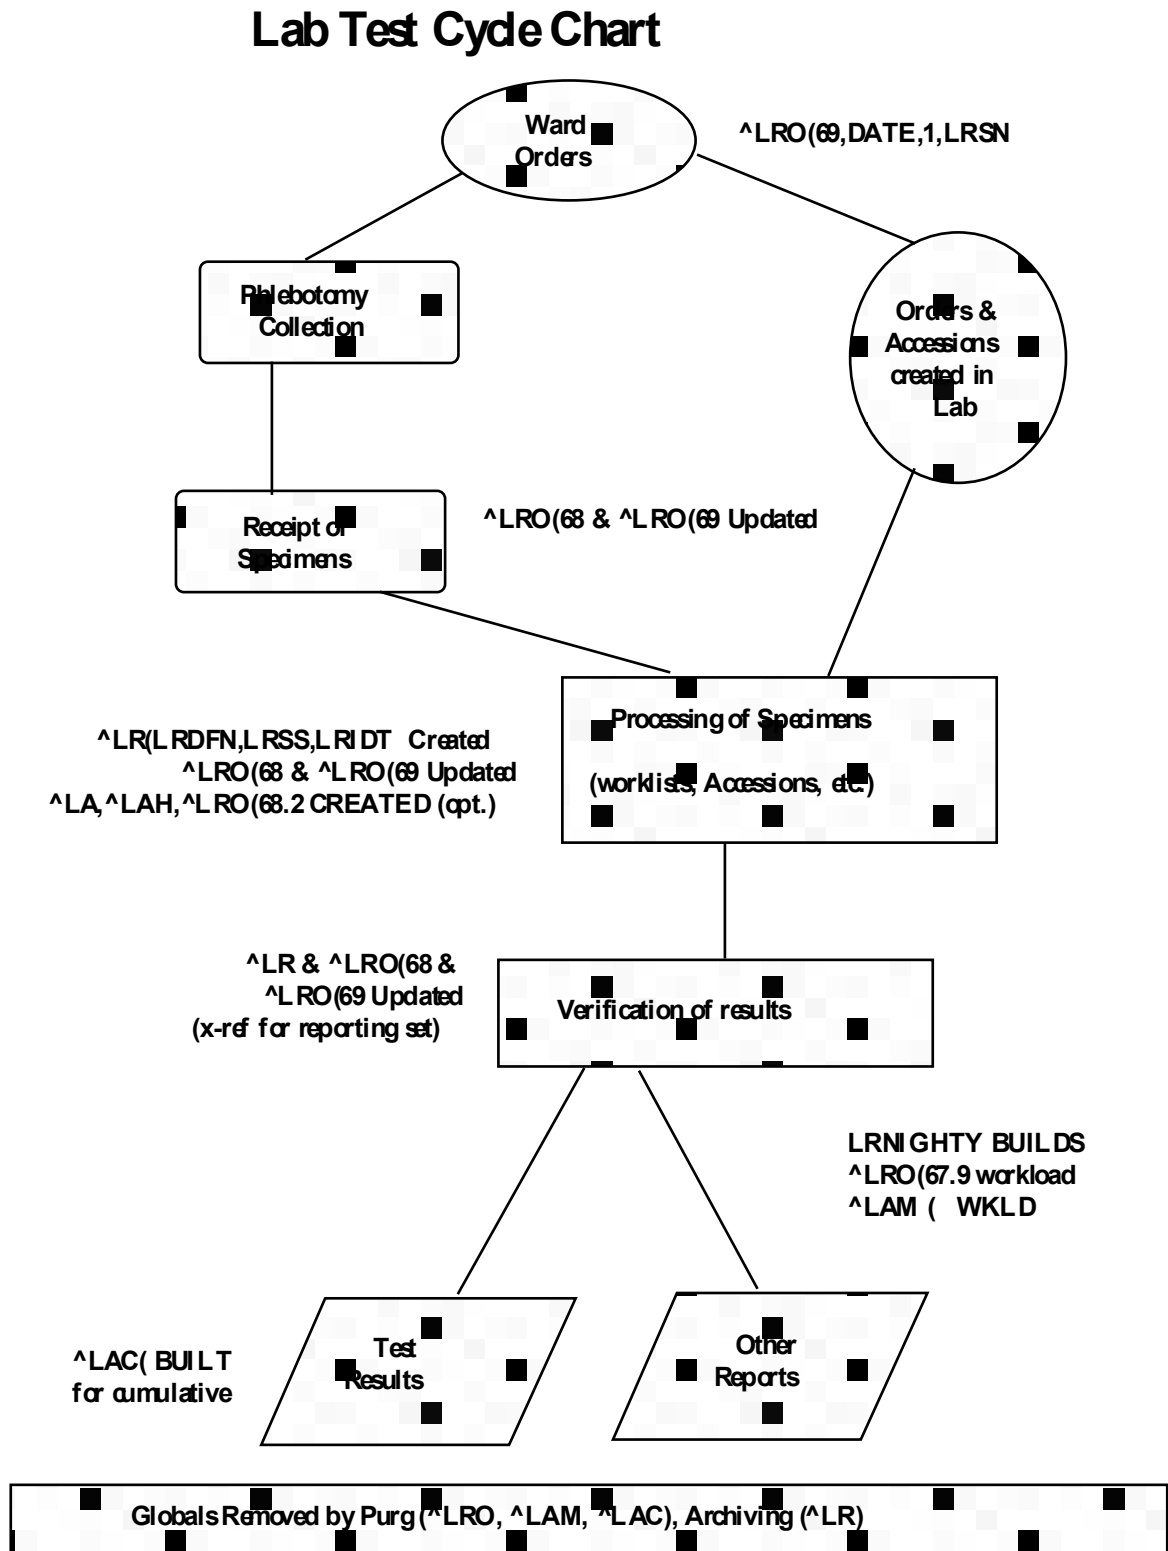 Lab Test Cycle Chart
Ward
Orders
^LRO(69,DATE,1,LRSN
Phlebotomy
Collection
Orders &
Accessions
created in
Lab
Receipt of
Specimens
^LRO(68 & ^LRO(69 Updated
Processing of Specimens
(worklists, Accessions, etc.)
^LR(LRDFN,LRSS,LRIDT Created
^LRO(68 & ^LRO(69 Updated
^LA,^LAH,^LRO(68.2 CREATED (opt.)
^LR & ^LRO(68 &
^LRO(69 Updated
(x-ref for reporting set)
Verification of results
LRNIGHTY BUILDS
^LRO(67.9 workload
^LAM ( WKLD
Test
Results
Other
Reports
^LAC( BUILT
for cumulative
Globals Removed by Purg (^LRO, ^LAM, ^LAC), Archiving (^LR)